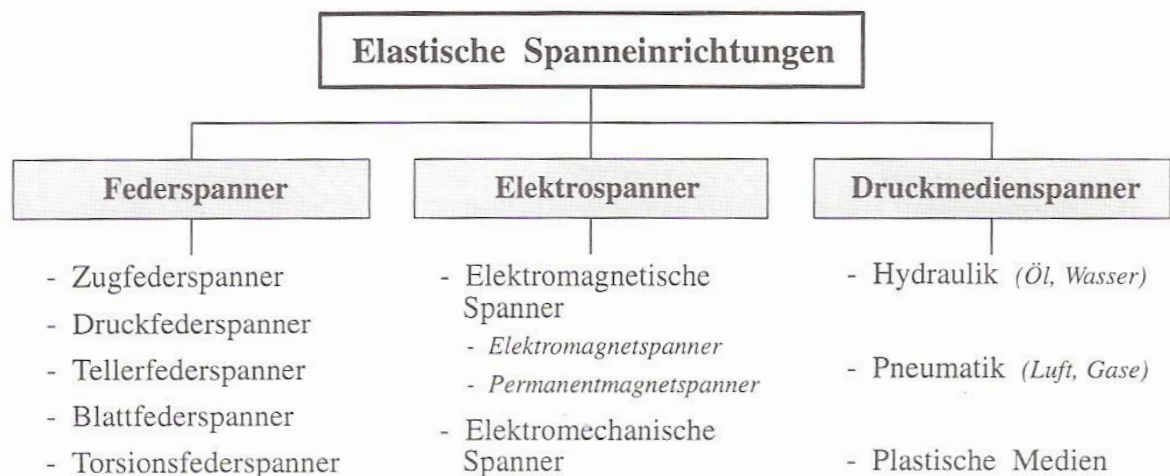 Elastische Spanneinrichtungen
Federspanner
- Zugfederspanner
- Druckfederspanner
- Tellerfederspanner
- Blattfederspanner
- Torsionsfederspanner
Elektrospanner
- Elektromagnetische
Spanner
- Elektromagnetspanner
- Permanentmagnetspanner
- Elektromechanische
Spanner
Druckmedienspanner
- Hydraulik (Öl, Wasser)
- Pneumatik (Luft, Gase)
- Plastische Medien